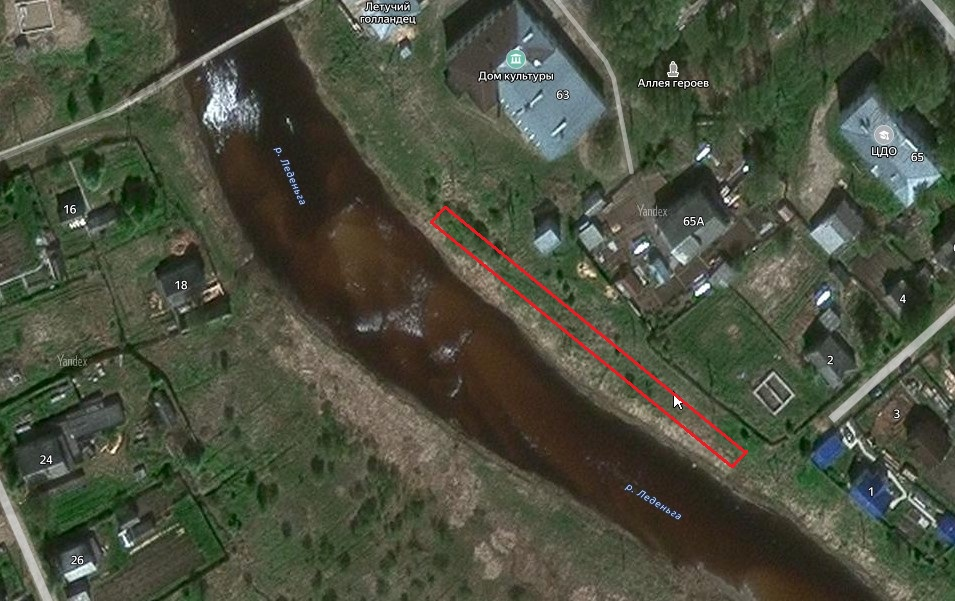 Летучий
голландец
Дом культуры
63
Аллея героев
ЦДО
65
р. Леденьга
16
Yandex
65А
18
4
2
Yandex
3
24
1
р. Леденьга
26